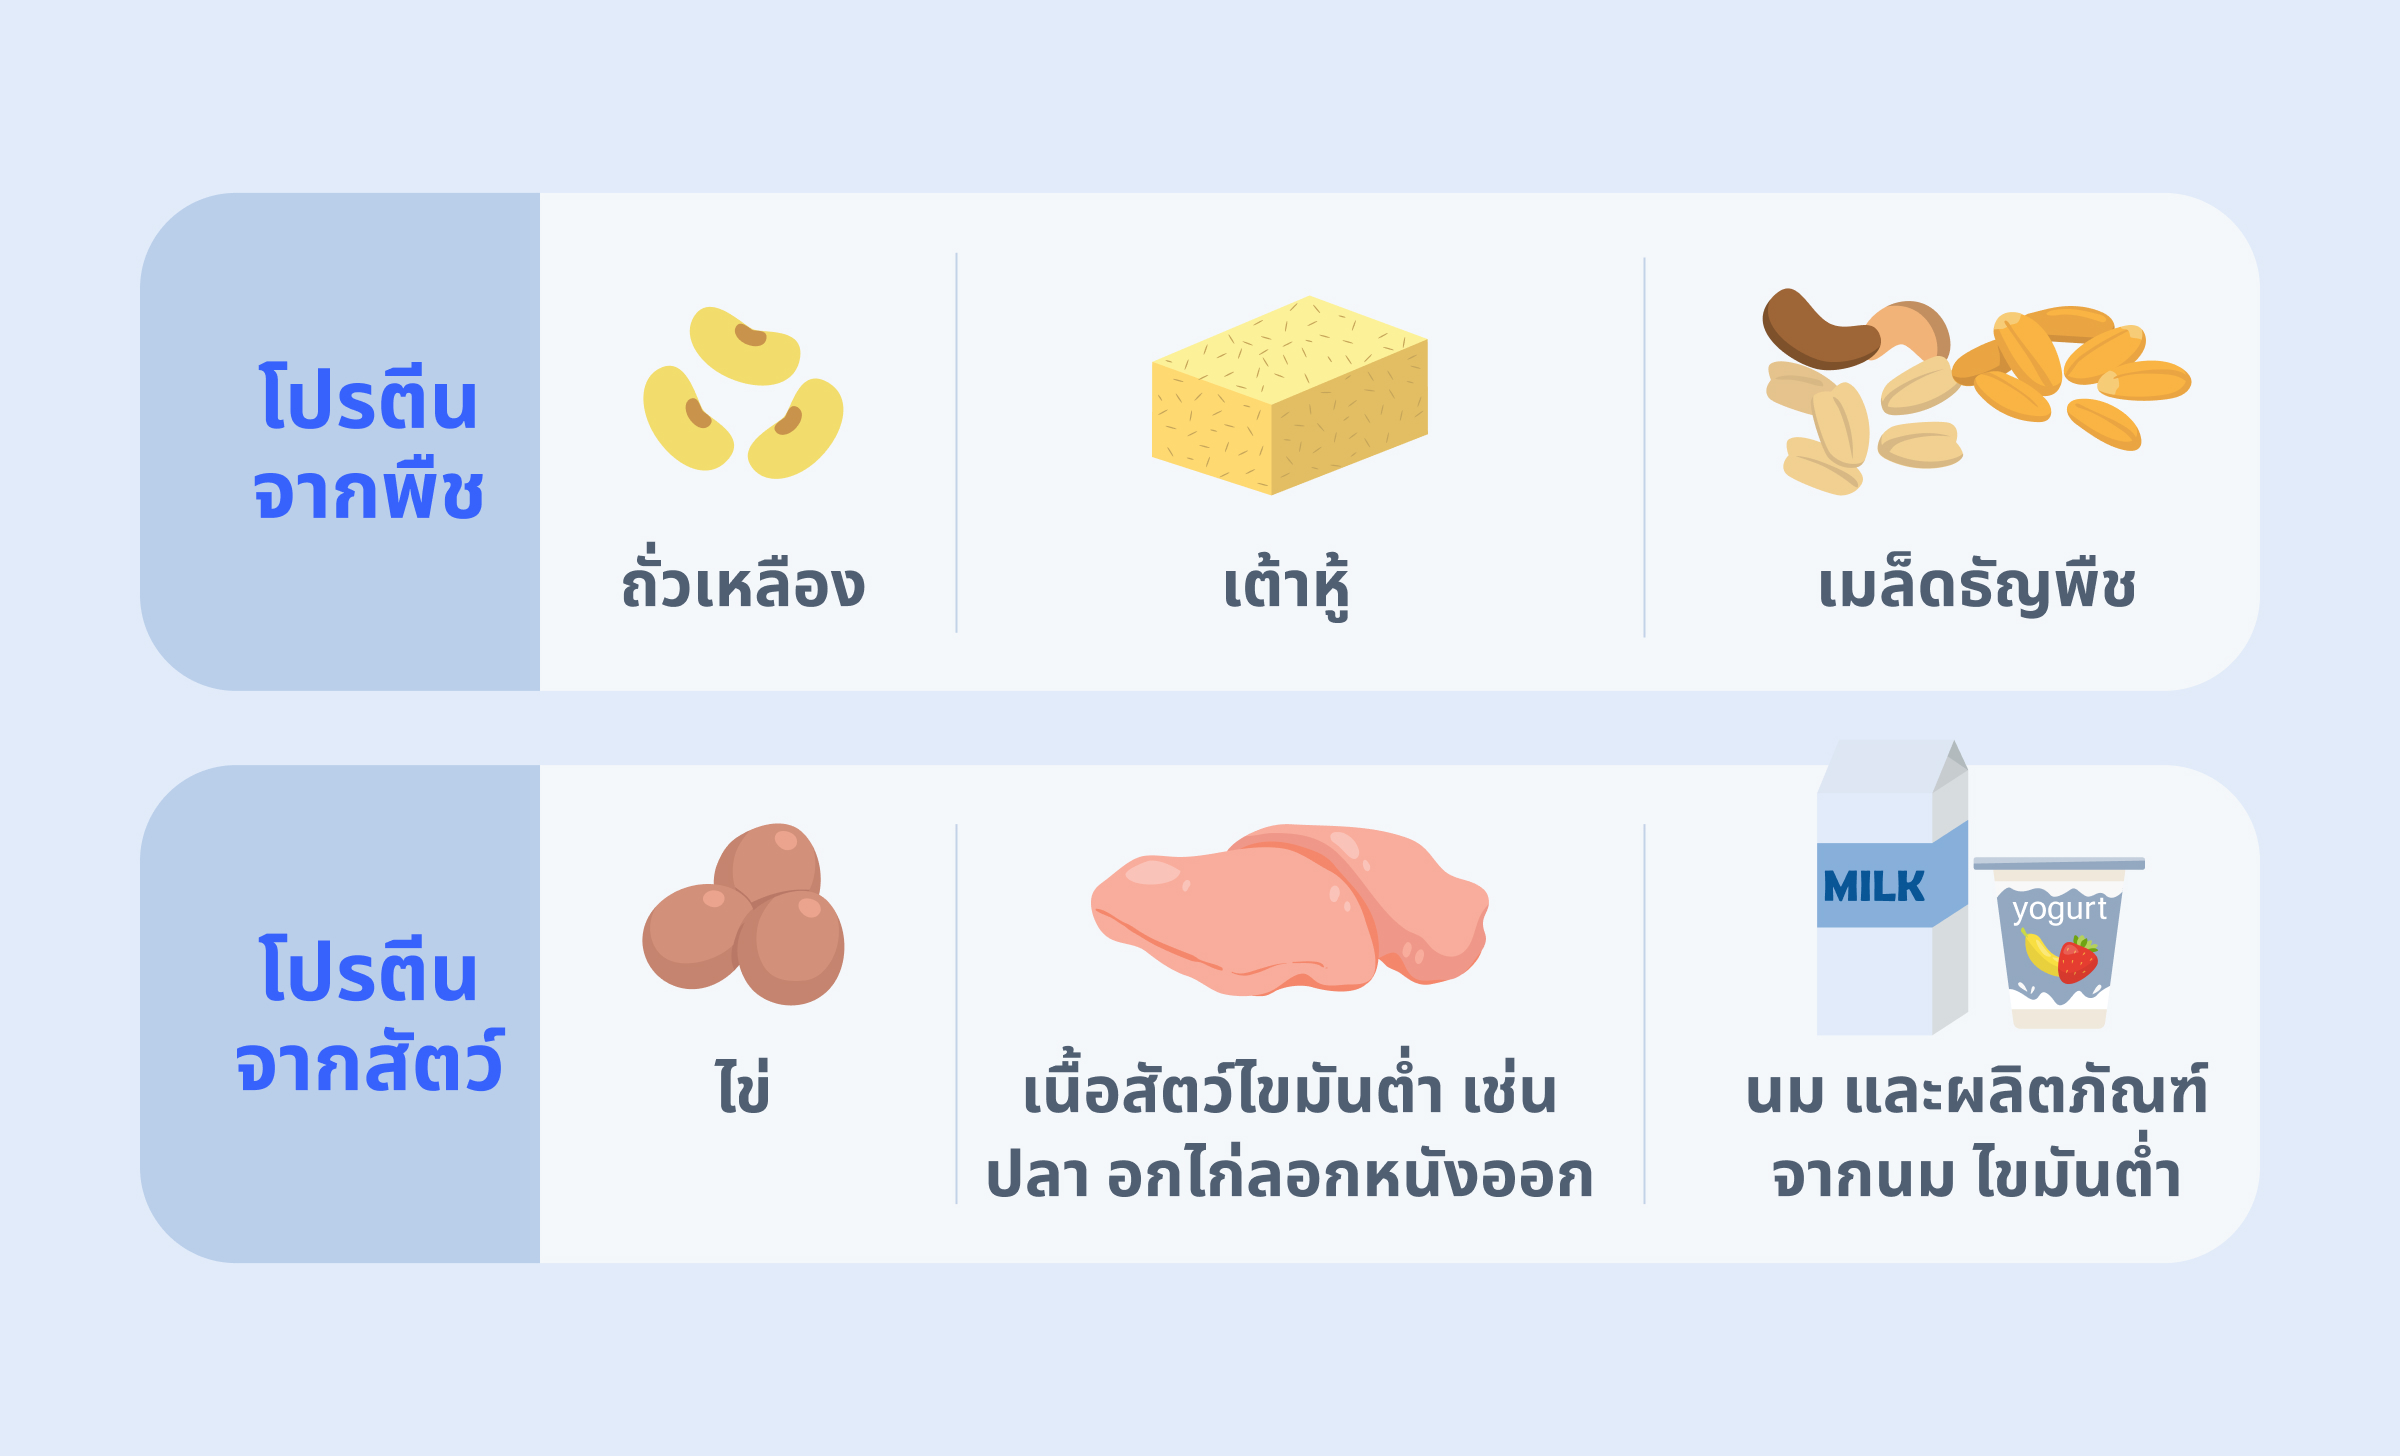 โปรตีน
จากพืช
ถั่วเหลือง
เต้าหู้
เมล็ดธัญพืช
โปรตีน
จากสัตว์
ไข่
เนื้อสัตว์ไขมันต่ำ เช่น
ปลา อกไก่ลอกหนังออก
MILK
yogurt
นม และผลิตภัณฑ์
จากนม ไขมันต่ำ